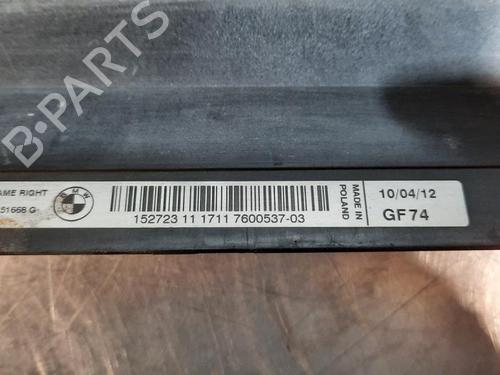 B-PARTS
AME RIGHT
51668 G
BMW
152723 11 1711 7600537-03
MADE IN
POLAND
10/04/12
GF74